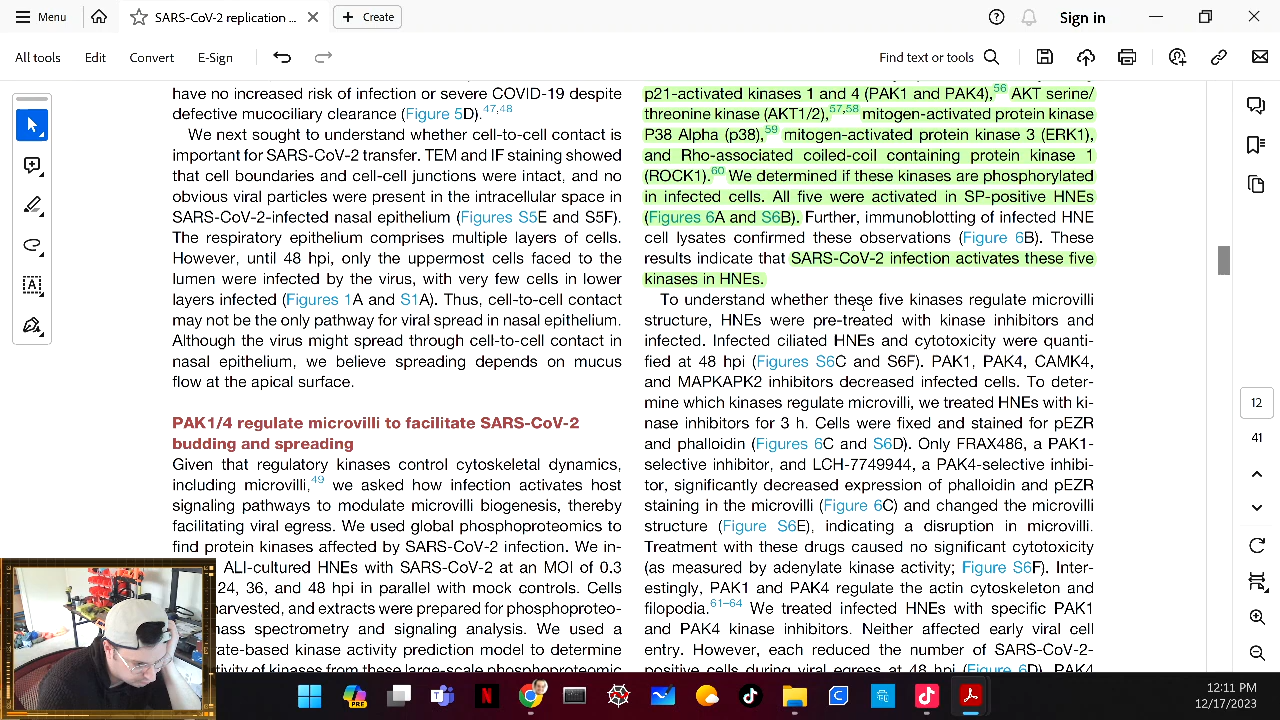 Menu
SARS-CoV-2 replication ...
Create
Sign in
All tools
Edit
Convert
E-Sign
Find text or tools
have no increased risk of infection or severe COVID-19 despite
defective mucociliary clearance (Figure 5D).47,48
We next sought to understand whether cell-to-cell contact is
important for SARS-CoV-2 transfer. TEM and IF staining showed
that cell boundaries and cell-cell junctions were intact, and no
obvious viral particles were present in the intracellular space in
SARS-CoV-2-infected nasal epithelium (Figures S5E and S5F).
The respiratory epithelium comprises multiple layers of cells.
However, until 48 hpi, only the uppermost cells faced to the
lumen were infected by the virus, with very few cells in lower
layers infected (Figures 1A and S1A). Thus, cell-to-cell contact
may not be the only pathway for viral spread in nasal epithelium.
Although the virus might spread through cell-to-cell contact in
nasal epithelium, we believe spreading depends on mucus
flow at the apical surface.
PAK1/4 regulate microvilli to facilitate SARS-CoV-2
budding and spreading
Given that regulatory kinases control cytoskeletal dynamics,
including microvilli,49 we asked how infection activates host
signaling pathways to modulate microvilli biogenesis, thereby
facilitating viral egress. We used global phosphoproteomics to
find protein kinases affected by SARS-CoV-2 infection. We in-
ALI-cultured HNEs with SARS-CoV-2 at an MOI of 0.3
24, 36, and 48 hpi in parallel with mock controls. Cells
harvested, and extracts were prepared for phosphoproteo-
mass spectrometry and signaling analysis. We used a
ate-based kinase activity prediction model to determine
tivity of kinases from these large-scale phosphoproteomic
p21-activated kinases 1 and 4 (PAK1 and PAK4),56 AKT serine/
threonine kinase (AKT1/2),57,58 mitogen-activated protein kinase
P38 Alpha (p38),59 mitogen-activated protein kinase 3 (ERK1),
and Rho-associated coiled-coil containing protein kinase 1
(ROCK1).60 We determined if these kinases are phosphorylated
in infected cells. All five were activated in SP-positive HNEs
(Figures 6A and S6B). Further, immunoblotting of infected HNE
cell lysates confirmed these observations (Figure 6B). These
results indicate that SARS-CoV-2 infection activates these five
kinases in HNEs.
To understand whether these five kinases regulate microvilli
structure, HNEs were pre-treated with kinase inhibitors and
infected. Infected ciliated HNEs and cytotoxicity were quanti-
fied at 48 hpi (Figures S6C and S6F). PAK1, PAK4, CAMK4,
and MAPKAPK2 inhibitors decreased infected cells. To deter-
mine which kinases regulate microvilli, we treated HNEs with ki-
nase inhibitors for 3 h. Cells were fixed and stained for pEZR
and phalloidin (Figures 6C and S6D). Only FRAX486, a PAK1-
selective inhibitor, and LCH-7749944, a PAK4-selective inhibi-
tor, significantly decreased expression of phalloidin and pEZR
staining in the microvilli (Figure 6C) and changed the microvilli
structure (Figure S6E), indicating a disruption in microvilli.
Treatment with these drugs caused no significant cytotoxicity
(as measured by adenylate kinase activity; Figure S6F). Inter-
estingly, PAK1 and PAK4 regulate the actin cytoskeleton and
filopodia.61–64 We treated infected HNEs with specific PAK1
and PAK4 kinase inhibitors. Neither affected early viral cell
entry. However, each reduced the number of SARS-CoV-2-
positive cells during viral egress at 48 hpi (Figure 6D). PAK4
12
41
PRE
12:11 PM
12/17/2023